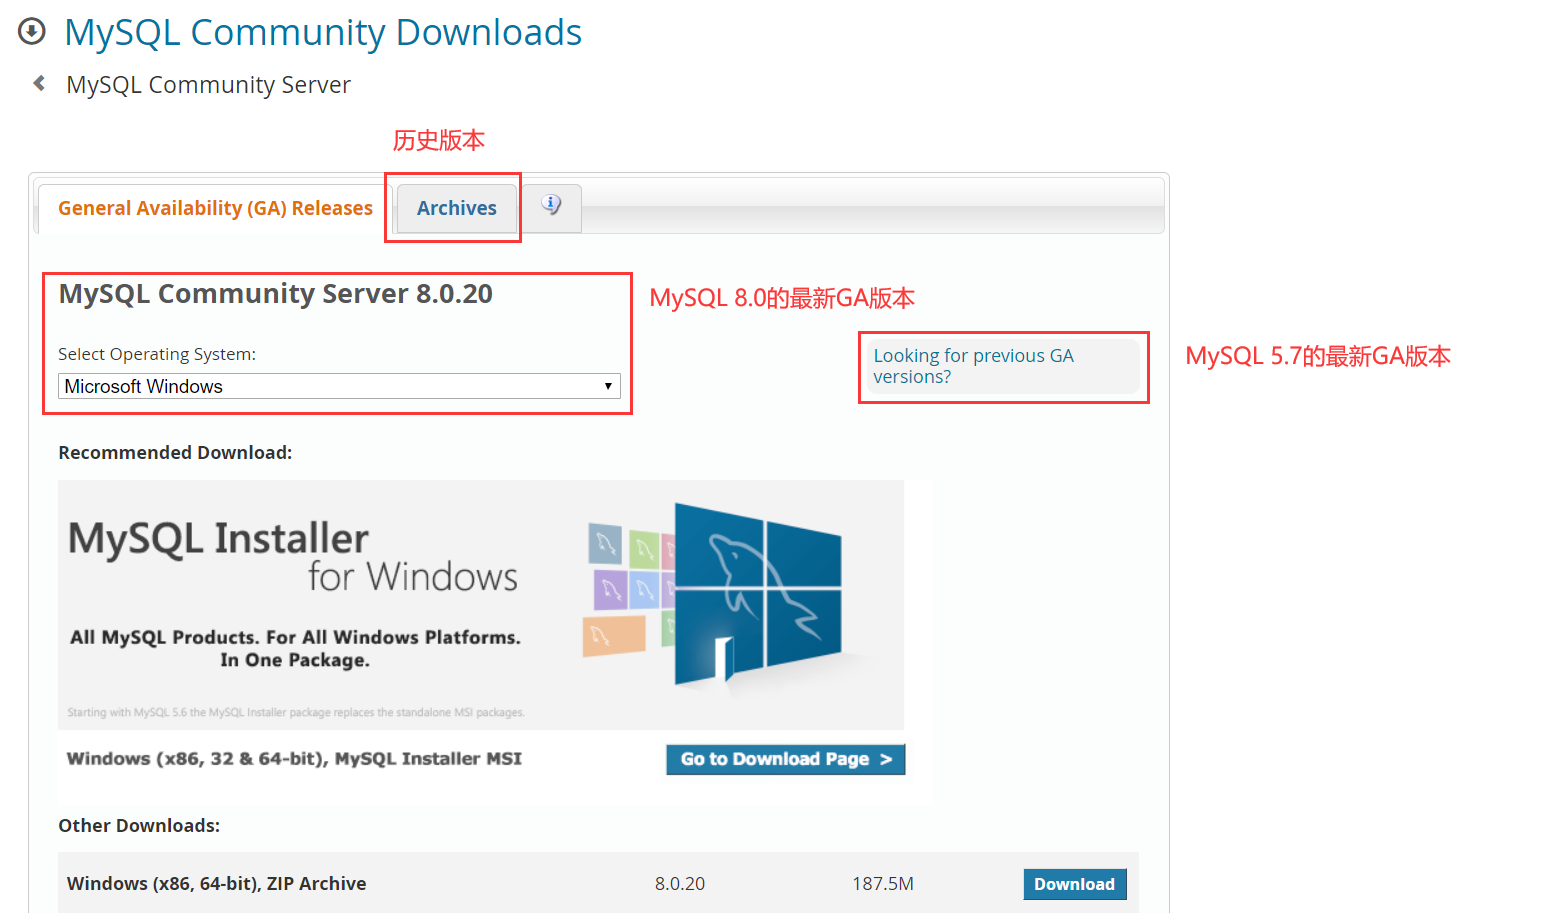 MySQL Community Downloads
MySQL Community Server
历史版本
General Availability (GA) Releases
Archives
MySQL Community Server 8.0.20
MySQL 8.0的最新GA版本
Select Operating System:
Microsoft Windows
Looking for previous GA
versions?
MySQL 5.7的最新GA版本
Recommended Download:
MySQL Installer
for Windows
All MySQL Products. For All Windows Platforms.
In One Package.
Starting with MySQL 5.6 the MySQL Installer package replaces the standalone MSI packages.
Windows (x86, 32 & 64-bit), MySQL Installer MSI
Go to Download Page >
Other Downloads:
Windows (x86, 64-bit), ZIP Archive
8.0.20
187.5M
Download